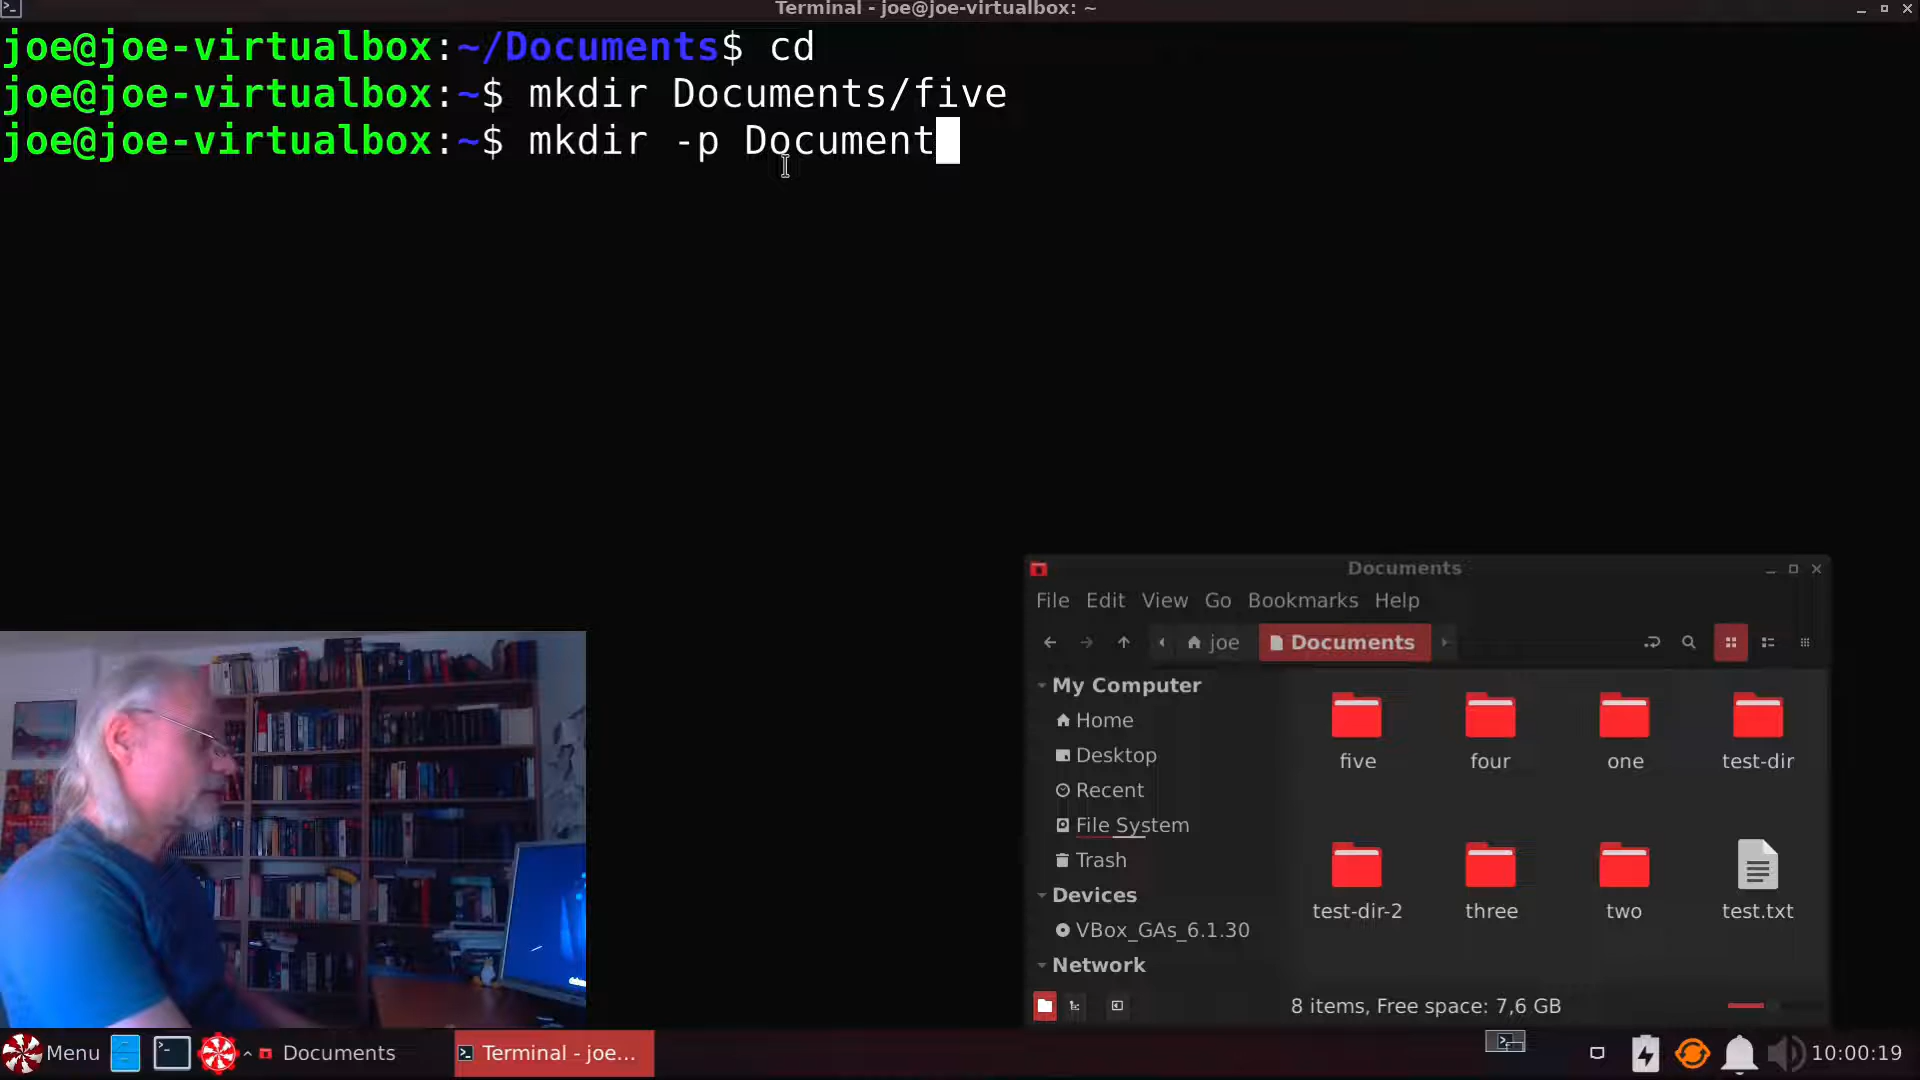 Terminal - joe@joe-virtualbox: ~
joe@joe-virtualbox:~/Documents$ cd
joe@joe-virtualbox:~$ mkdir Documents/five
joe@joe-virtualbox:~$ mkdir -p Document
Documents
File Edit View Go Bookmarks Help
joe Documents
My Computer
Home
Desktop
Recent
File System
Trash
Devices
VBox_GAs_6.1.30
Network
five four one test-dir
test-dir-2 three two test.txt
8 items, Free space: 7,6 GB
Menu Documents Terminal - joe... 10:00:19